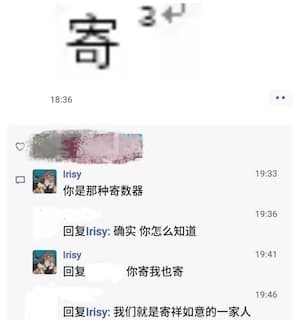 寄 3↵
18:36
Irisy 19:33
你是那种寄数器
19:36
回复Irisy: 确实 你怎么知道
Irisy 19:41
回复 你寄我也寄
19:46
回复Irisy: 我们就是寄祥如意的一家人